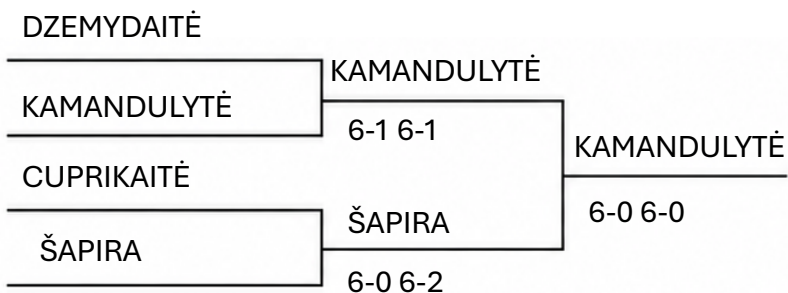 DZEMYDAITĖ
KAMANDULYTĖ
KAMANDULYTĖ
6-1 6-1
CUPRIKAITĖ
ŠAPIRA
ŠAPIRA
6-0 6-2
KAMANDULYTĖ
6-0 6-0